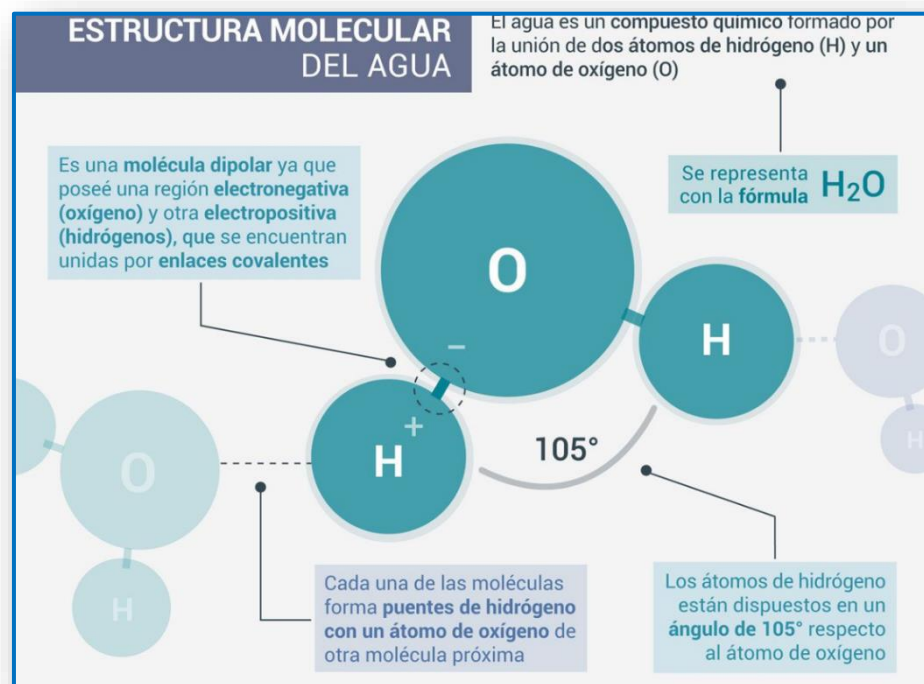 ESTRUCTURA MOLECULAR
DEL AGUA
El agua es un compuesto químico formado por
la unión de dos átomos de hidrógeno (H) y un
átomo de oxígeno (O)
Es una molécula dipolar ya que
poseé una región electronegativa
(oxígeno) y otra electropositiva
(hidrógenos), que se encuentran
unidas por enlaces covalentes
Se representa
con la fórmula H₂O
O
H
O
H
−
+
H
105°
O
H
Cada una de las moléculas
forma puentes de hidrógeno
con un átomo de oxígeno de
otra molécula próxima
Los átomos de hidrógeno
están dispuestos en un
ángulo de 105° respecto
al átomo de oxígeno